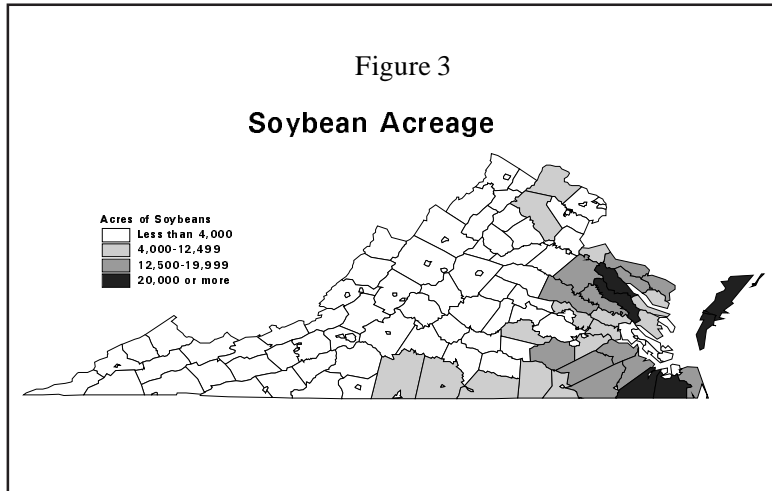 Figure 3
Soybean Acreage
Acres of Soybeans
Less than 4,000
4,000-12,499
12,500-19,999
20,000 or more